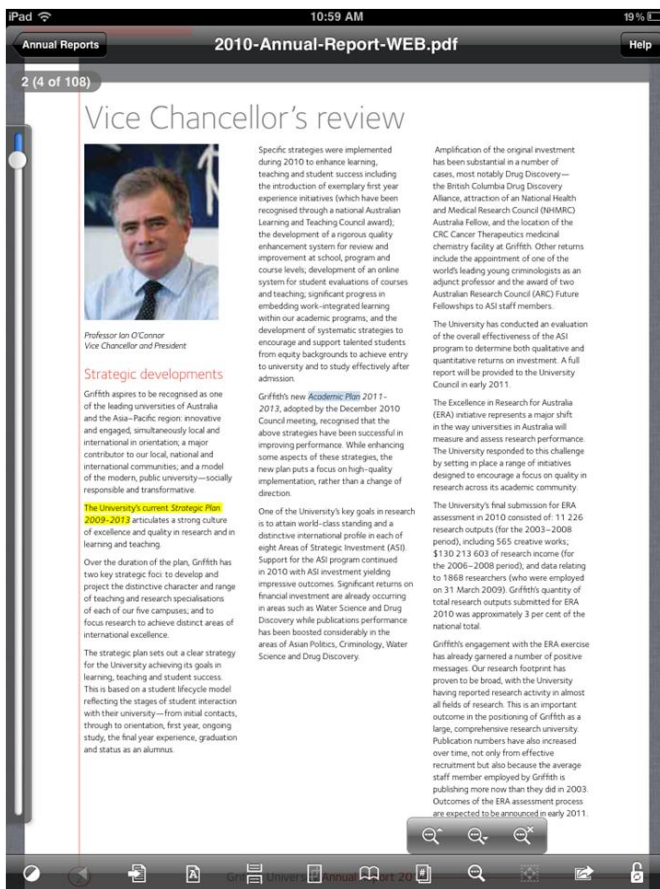 iPad 10:59 AM 19 %
Annual Reports 2010-Annual-Report-WEB.pdf Help
2 (4 of 108)
Vice Chancellor’s review
Professor Ian O’Connor
Vice Chancellor and President
Strategic developments
Griffith aspires to be recognised as one
of the leading universities of Australia
and the Asia–Pacific region: innovative
and engaged, simultaneously local and
international in orientation; a major
contributor to our local, national and
international communities; and a model
of the modern, public university—socially
responsible and transformative.
The University’s current Strategic Plan
2009–2013 articulates a strong culture
of excellence and quality in research and in
learning and teaching.
Over the duration of the plan, Griffith has
two key strategic foci: to develop and
project the distinctive character and range
of teaching and research specialisations
of each of our five campuses; and to
focus research to achieve distinct areas of
international excellence.
The strategic plan sets out a clear strategy
for the University achieving its goals in
learning, teaching and student success.
This is based on a student lifecycle model
reflecting the stages of student interaction
with their university—from initial contacts,
through to orientation, first year, ongoing
study, the final year experience, graduation
and status as an alumnus.
Specific strategies were implemented
during 2010 to enhance learning,
teaching and student success including
the introduction of exemplary first year
experience initiatives (which have been
recognised through a national Australian
Learning and Teaching Council award);
the development of a rigorous quality
enhancement system for review and
improvement at school, program and
course levels; development of an online
system for student evaluations of courses
and teaching; significant progress in
embedding work-integrated learning
within our academic programs; and the
development of systematic strategies to
encourage and support talented students
from equity backgrounds to achieve entry
to university and to study effectively after
admission.
Griffith’s new Academic Plan 2011–
2013, adopted by the December 2010
Council meeting, recognised that the
above strategies have been successful in
improving performance. While enhancing
some aspects of these strategies, the
new plan puts a focus on high-quality
implementation, rather than a change of
direction.
One of the University’s key goals in research
is to attain world-class standing and a
distinctive international profile in each of
eight Areas of Strategic Investment (ASI).
Support for the ASI program continued
in 2010 with ASI investment yielding
impressive outcomes. Significant returns on
financial investment are already occurring
in areas such as Water Science and Drug
Discovery while publications performance
has been boosted considerably in the
areas of Asian Politics, Criminology, Water
Science and Drug Discovery.
Amplification of the original investment
has been substantial in a number of
cases, most notably Drug Discovery—
the British Columbia Drug Discovery
Alliance, attraction of an National Health
and Medical Research Council (NHMRC)
Australia Fellow, and the location of the
CRC Cancer Therapeutics medicinal
chemistry facility at Griffith. Other returns
include the appointment of one of the
world’s leading young criminologists as an
adjunct professor and the award of two
Australian Research Council (ARC) Future
Fellowships to ASI staff members.
The University has conducted an evaluation
of the overall effectiveness of the ASI
program to determine both qualitative and
quantitative returns on investment. A full
report will be provided to the University
Council in early 2011.
The Excellence in Research for Australia
(ERA) initiative represents a major shift
in the way universities in Australia will
measure and assess research performance.
The University responded to this challenge
by setting in place a range of initiatives
designed to encourage a focus on quality in
research across its academic community.
The University’s final submission for ERA
assessment in 2010 consisted of: 11 226
research outputs (for the 2003–2008
period), including 565 creative works;
$130 213 603 of research income (for
the 2006–2008 period); and data relating
to 1868 researchers (who were employed
on 31 March 2009). Griffith’s quantity of
total research outputs submitted for ERA
2010 was approximately 3 per cent of the
national total.
Griffith’s engagement with the ERA exercise
has already garnered a number of positive
messages. Our research footprint has
proven to be broad, with the University
having reported research activity in almost
all fields of research. This is an important
outcome in the positioning of Griffith as a
large, comprehensive research university.
Publication numbers have also increased
over time, not only from effective
recruitment but also because the average
staff member employed by Griffith is
publishing more now than they did in 2003.
Outcomes of the ERA assessment process
are expected to be announced in early 2011.